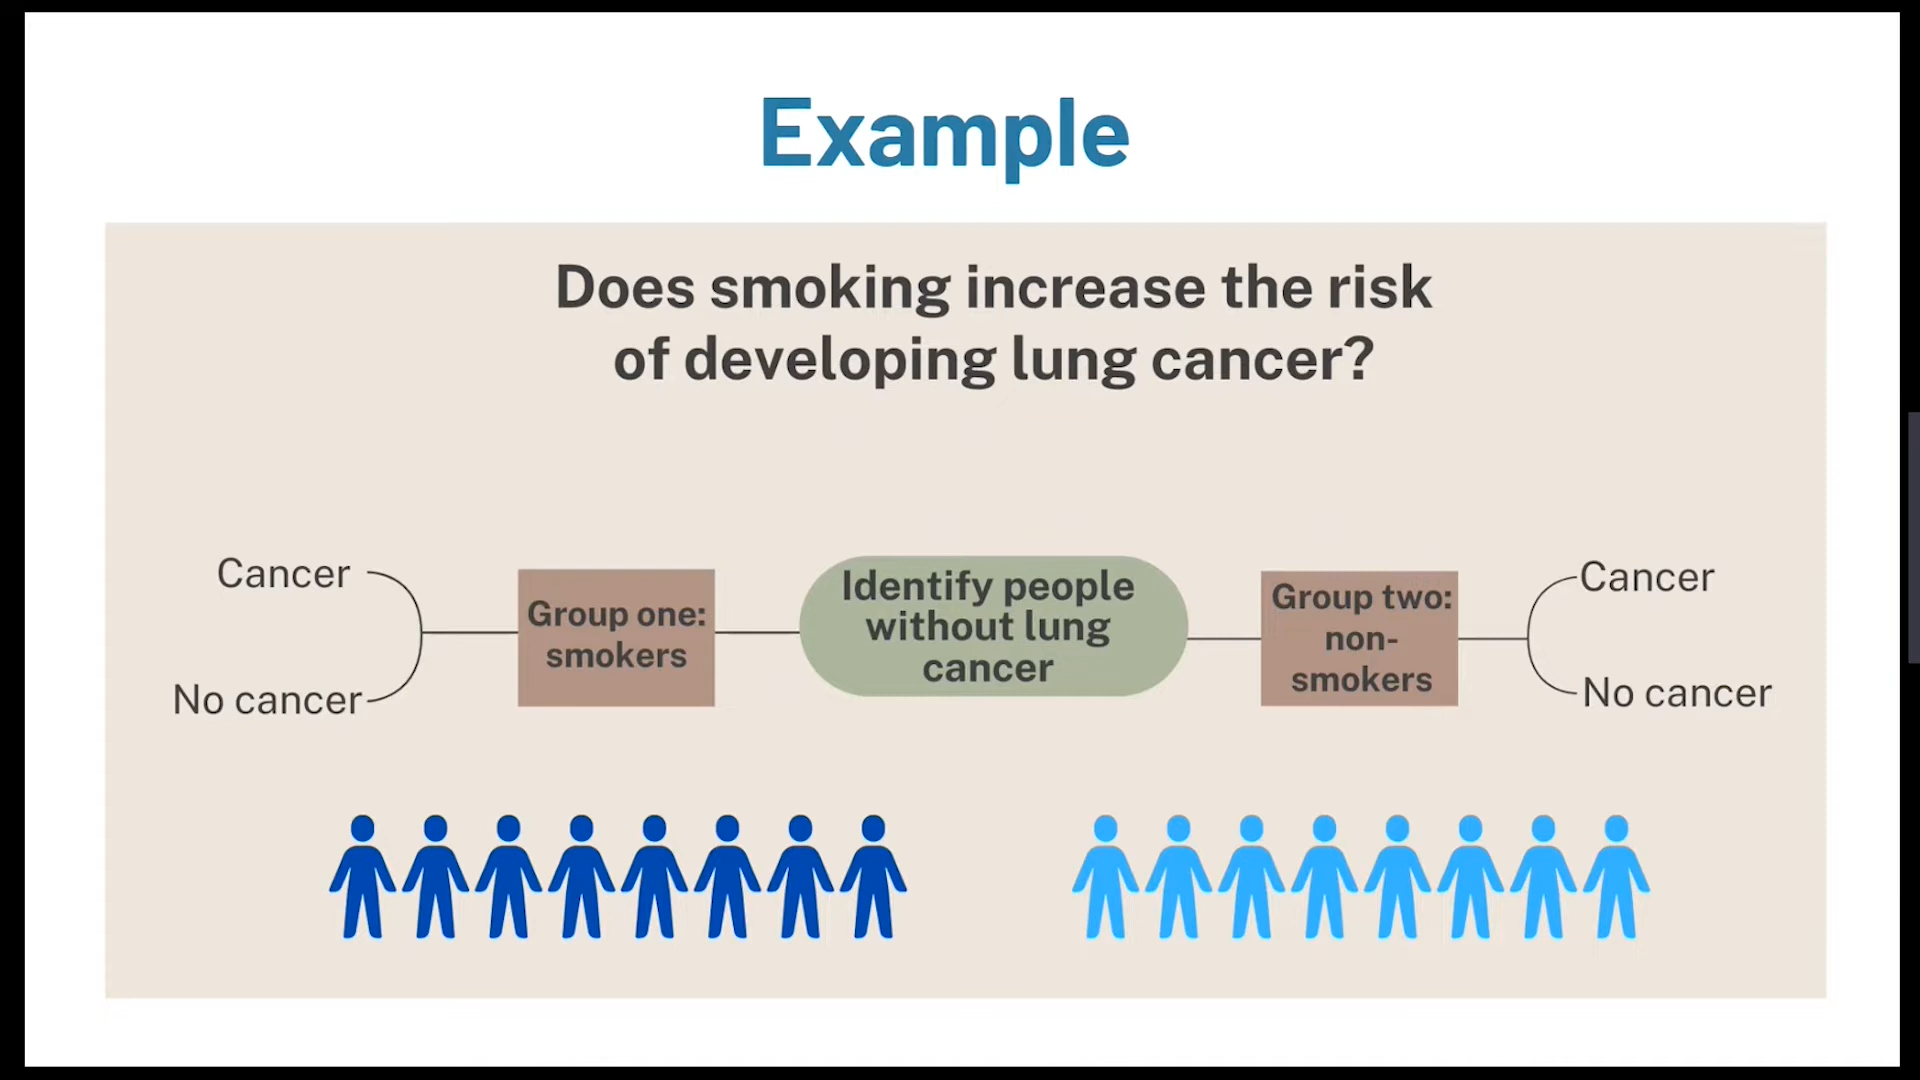 Example
Does smoking increase the risk
of developing lung cancer?
Cancer
No cancer
Group one:
smokers
Identify people
without lung
cancer
Group two:
non-
smokers
Cancer
No cancer